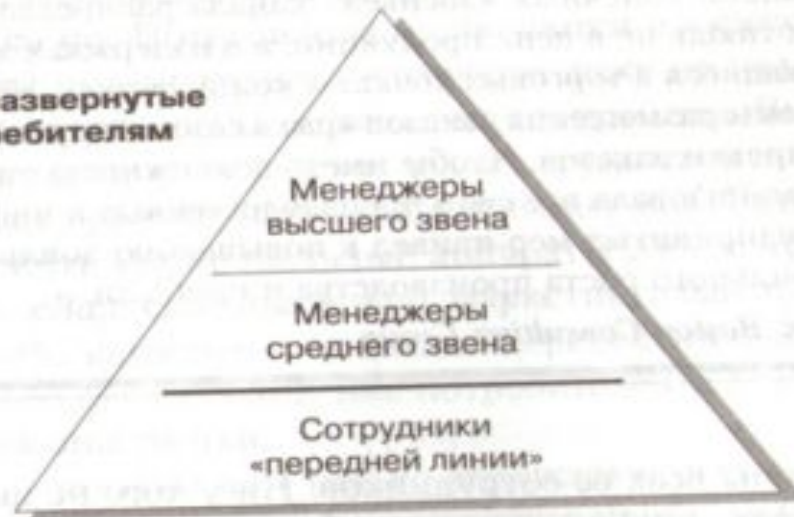 азвернутые
ебителям
Менеджеры
высшего звена
Менеджеры
среднего звена
Сотрудники
«передней линии»